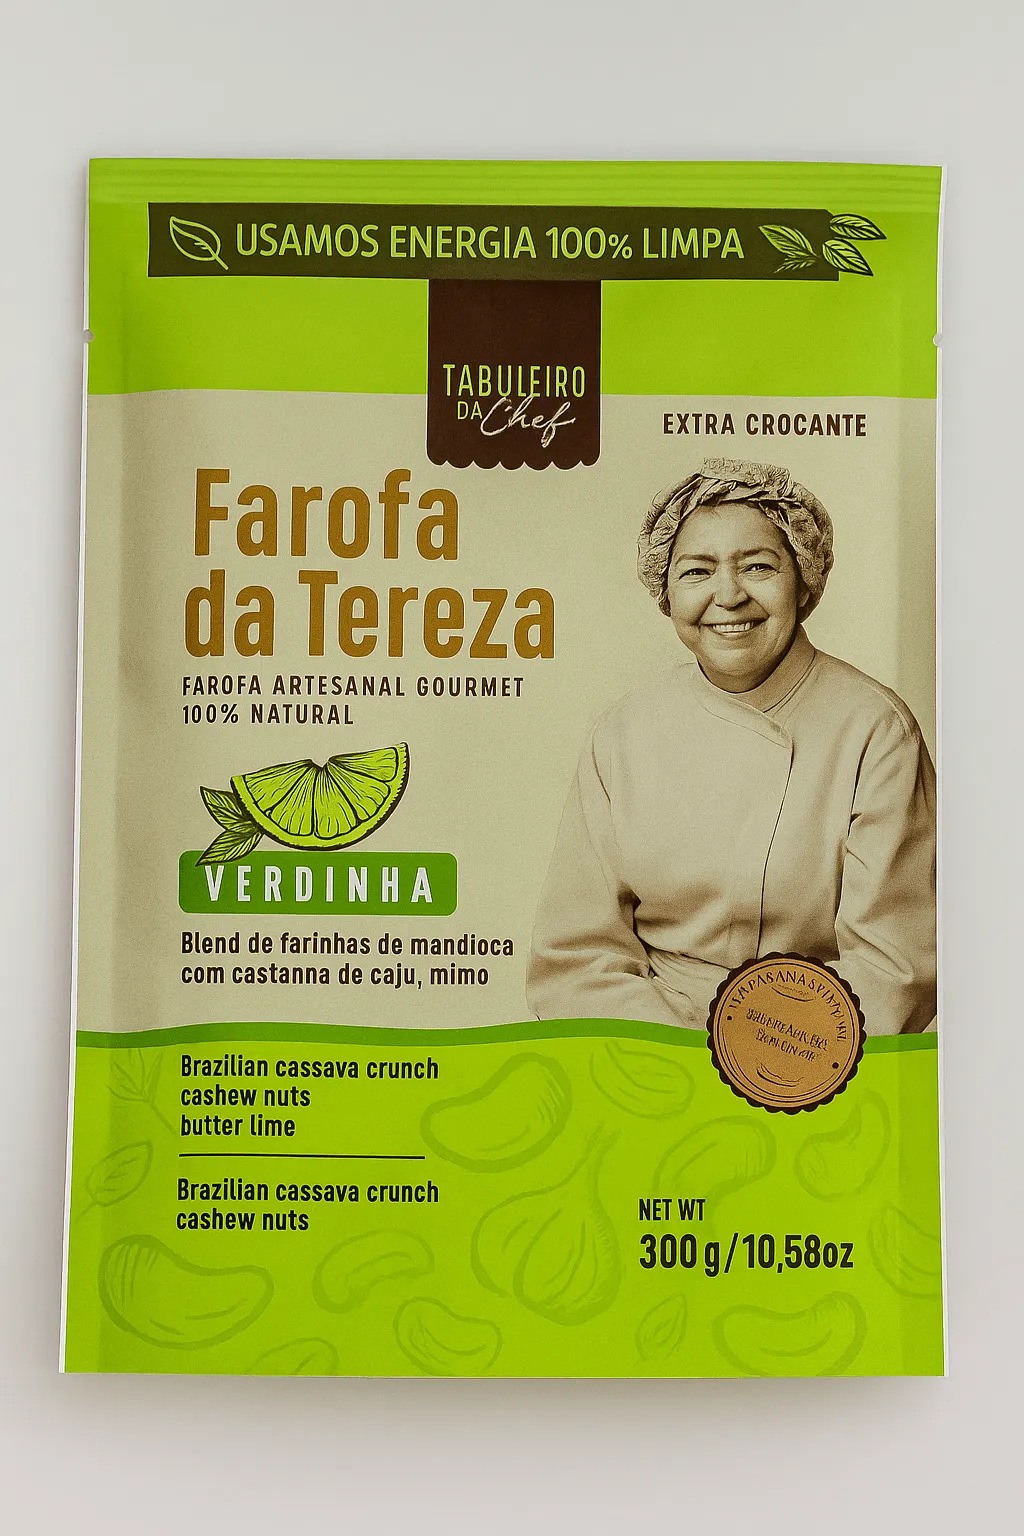 USAMOS ENERGIA 100% LIMPA
TABULEIRO
DA Chef
EXTRA CROCANTE
Farofa
da Tereza
FAROFA ARTESANAL GOURMET
100% NATURAL
VERDINHA
Blend de farinhas de mandioca
com castanna de caju, mimo
Brazilian cassava crunch
cashew nuts
butter lime
Brazilian cassava crunch
cashew nuts
NET WT
300 g/10,58oz